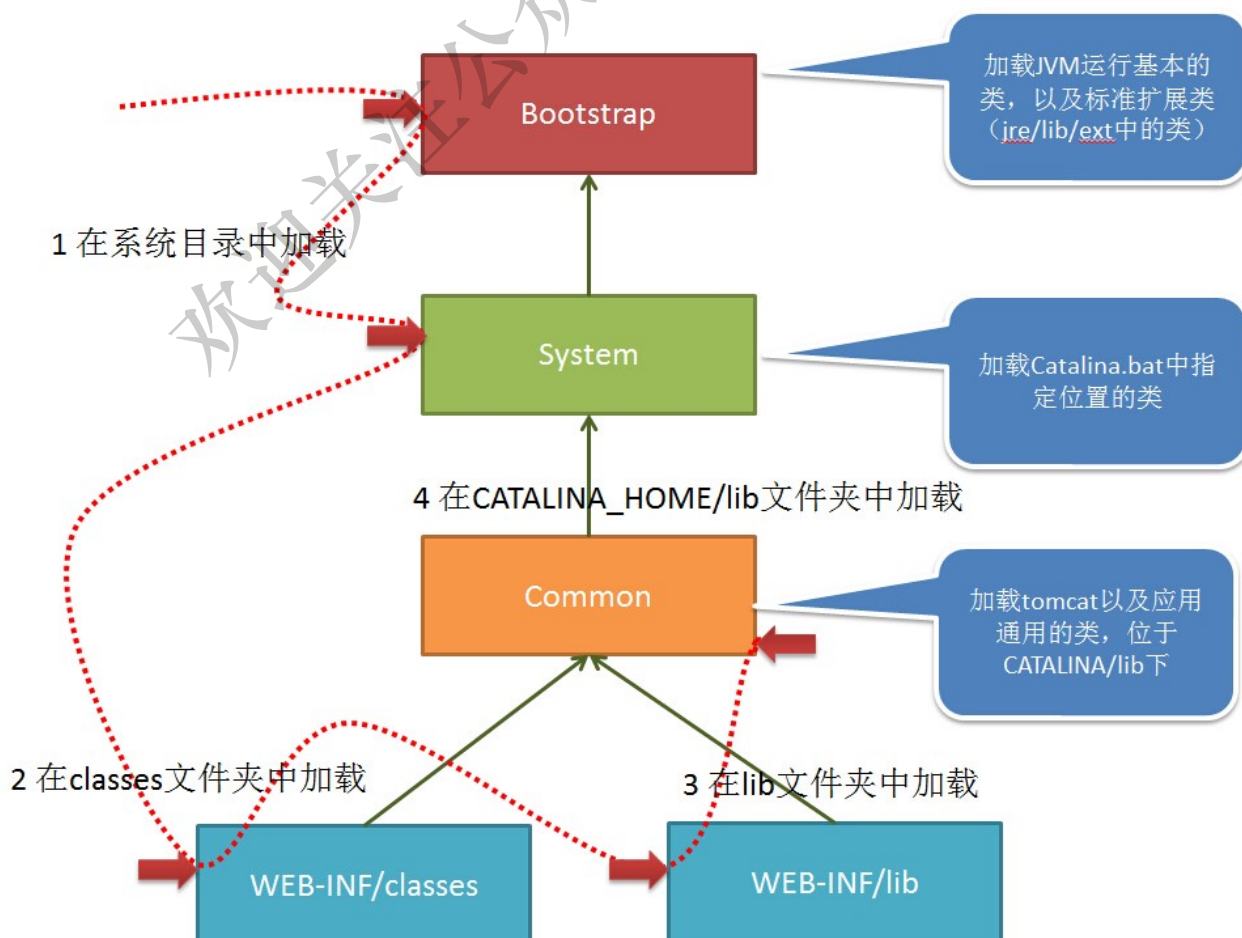 欢迎关注公众
Bootstrap
加载JVM运行基本的
类，以及标准扩展类
（jre/lib/ext中的类）
1 在系统目录中加载
System
加载Catalina.bat中指
定位置的类
4 在CATALINA_HOME/lib文件夹中加载
Common
加载tomcat以及应用
通用的类，位于
CATALINA/lib下
2 在classes文件夹中加载
3 在lib文件夹中加载
WEB-INF/classes
WEB-INF/lib